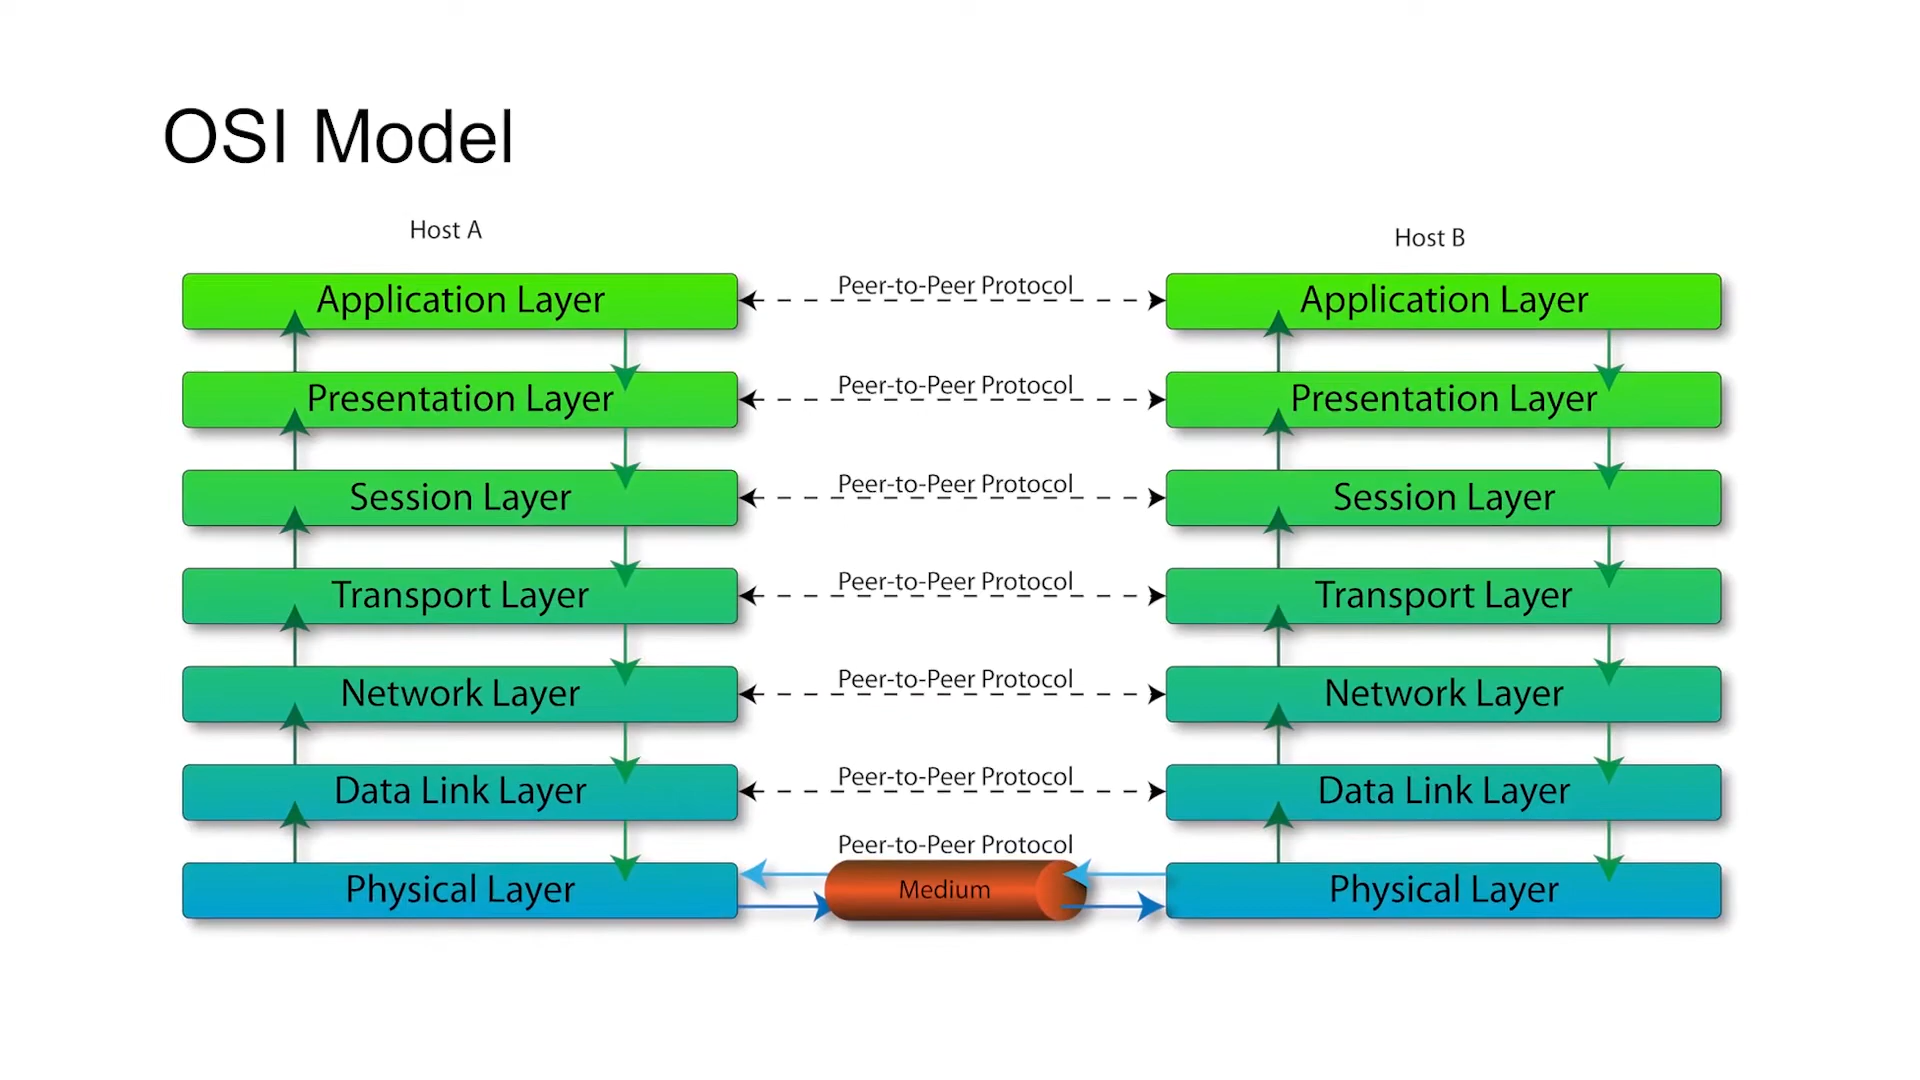 OSI Model
Host A
Host B
Application Layer
Peer-to-Peer Protocol
Application Layer
Presentation Layer
Peer-to-Peer Protocol
Presentation Layer
Session Layer
Peer-to-Peer Protocol
Session Layer
Transport Layer
Peer-to-Peer Protocol
Transport Layer
Network Layer
Peer-to-Peer Protocol
Network Layer
Data Link Layer
Peer-to-Peer Protocol
Data Link Layer
Peer-to-Peer Protocol
Physical Layer
Medium
Physical Layer